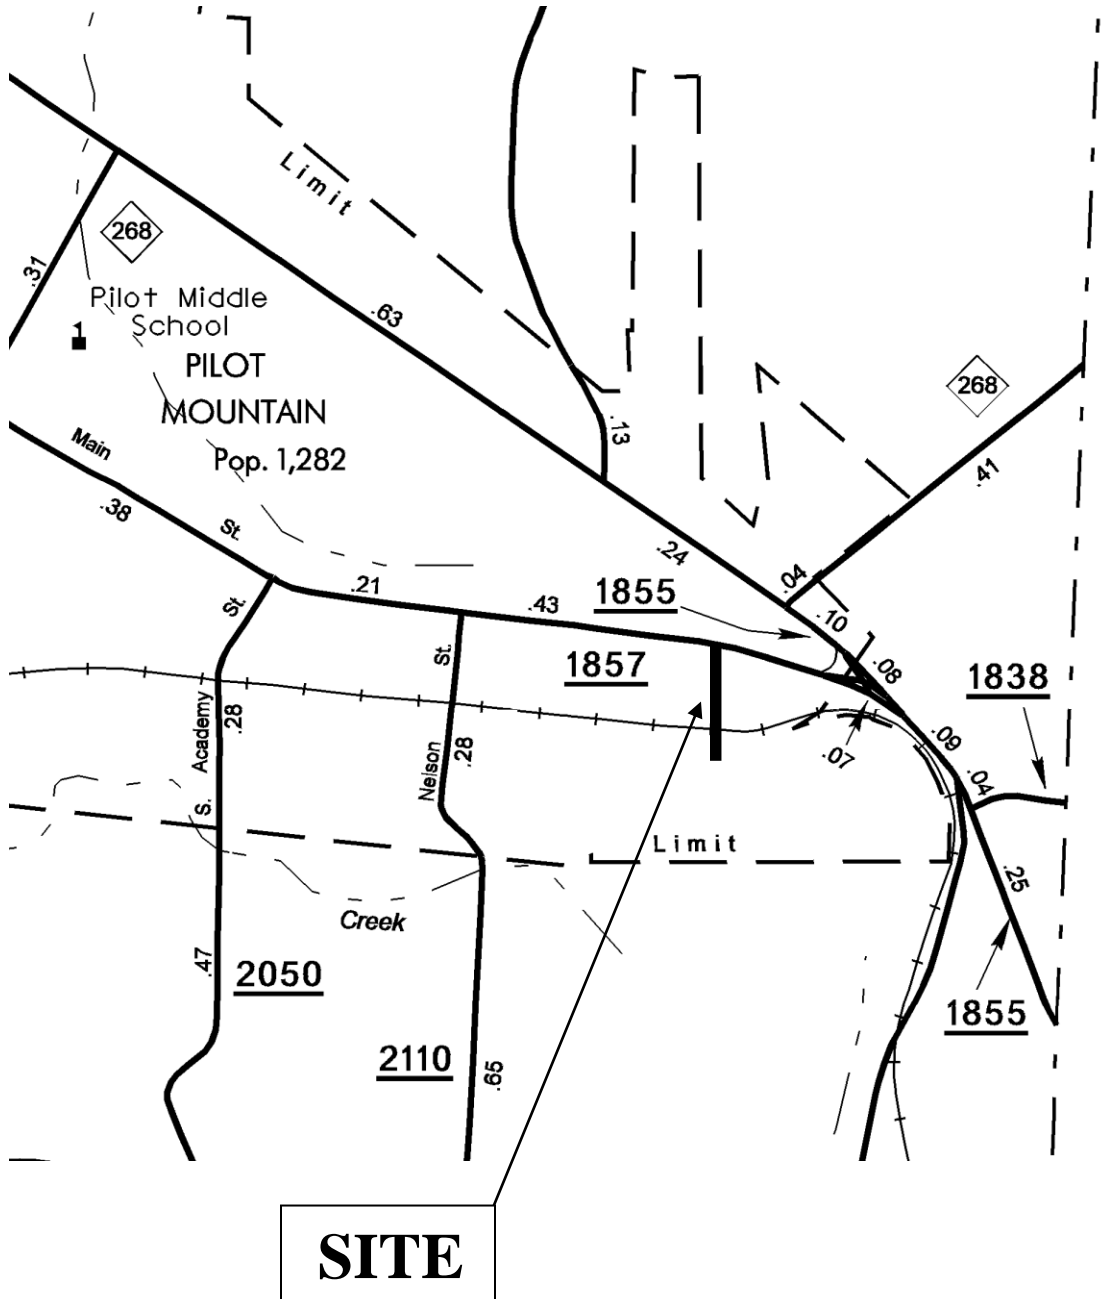 Limit
268
.31
Pilot Middle
School
1
.63
PILOT
MOUNTAIN
Pop. 1,282
268
.13
.41
Main
St.
.38
.24
.04
1855
.10
St.
.21
.43
St.
1857
.08
1838
Academy
.28
Nelson
.28
.07
.09
.04
S.
Limit
.25
Creek
.47
2050
1855
2110
.65
SITE